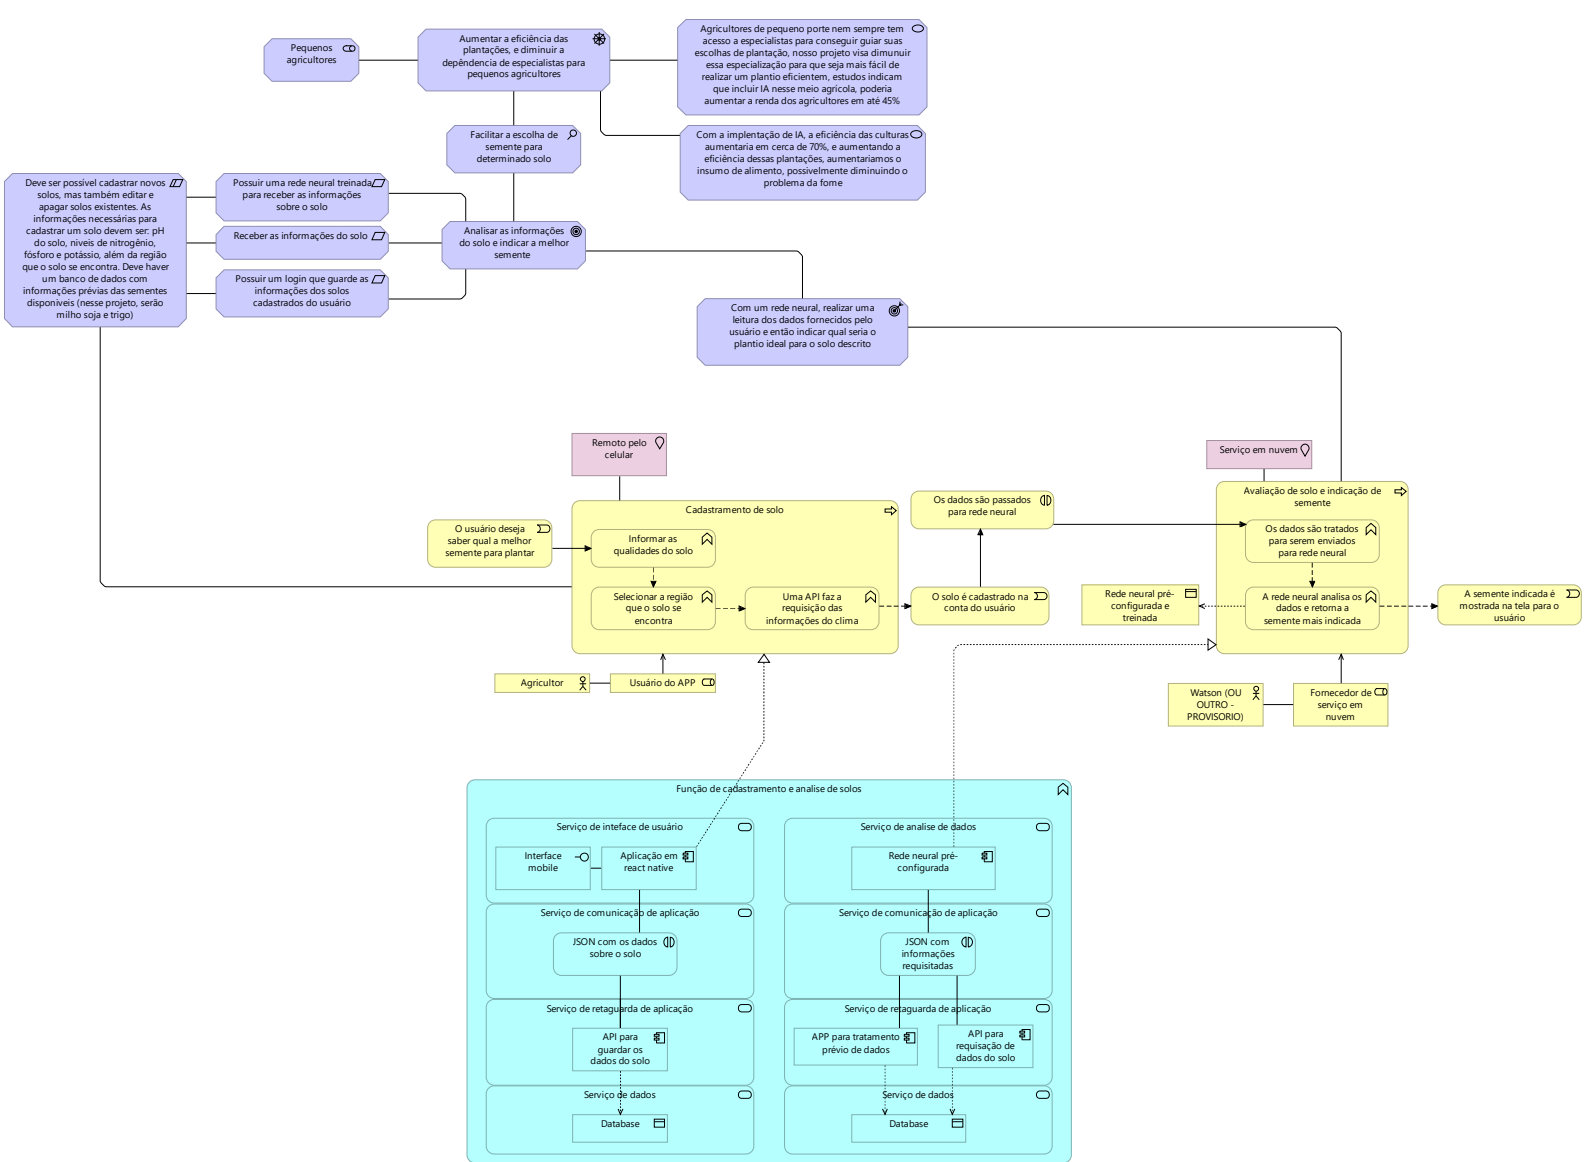 Pequenos
agricultores
Aumentar a eficiência das
plantações, e diminuir a
depêndencia de especialistas para
pequenos agricultores
Agricultores de pequeno porte nem sempre tem
acesso a especialistas para conseguir guiar suas
escolhas de plantação, nosso projeto visa dimunuir
essa especialização para que seja mais fácil de
realizar um plantio eficientem, estudos indicam
que incluir IA nesse meio agrícola, poderia
aumentar a renda dos agricultores em até 45%
Facilitar a escolha de
semente para
determinado solo
Com a implentação de IA, a eficiência das culturas
aumentaria em cerca de 70%, e aumentando a
eficiência dessas plantações, aumentariamos o
insumo de alimento, possivelmente diminuindo o
problema da fome
Deve ser possível cadastrar novos
solos, mas também editar e
apagar solos existentes. As
informações necessárias para
cadastrar um solo devem ser: pH
do solo, niveis de nitrogênio,
fósforo e potássio, além da região
que o solo se encontra. Deve haver
um banco de dados com
informações prévias das sementes
disponiveis (nesse projeto, serão
milho soja e trigo)
Possuir uma rede neural treinada
para receber as informações
sobre o solo
Receber as informações do solo
Possuir um login que guarde as
informações dos solos
cadastrados do usuário
Analisar as informações
do solo e indicar a melhor
semente
Com um rede neural, realizar uma
leitura dos dados fornecidos pelo
usuário e então indicar qual seria o
plantio ideal para o solo descrito
Remoto pelo
celular
Serviço em nuvem
O usuário deseja
saber qual a melhor
semente para plantar
Cadastramento de solo
Informar as
qualidades do solo
Selecionar a região
que o solo se
encontra
Uma API faz a
requisição das
informações do clima
Os dados são passados
para rede neural
O solo é cadastrado na
conta do usuário
Avaliação de solo e indicação de
semente
Os dados são tratados
para serem enviados
para rede neural
Rede neural pré-
configurada e
treinada
A rede neural analisa os
dados e retorna a
semente mais indicada
A semente indicada é
mostrada na tela para o
usuário
Agricultor
Usuário do APP
Watson (OU
OUTRO -
PROVISORIO)
Fornecedor de
serviço em
nuvem
Função de cadastramento e analise de solos
Serviço de inteface de usuário
Interface
mobile
Aplicação em
react native
Serviço de comunicação de aplicação
JSON com os dados
sobre o solo
Serviço de retaguarda de aplicação
API para
guardar os
dados do solo
Serviço de dados
Database
Serviço de analise de dados
Rede neural pré-
configurada
Serviço de comunicação de aplicação
JSON com
informações
requisitadas
Serviço de retaguarda de aplicação
APP para tratamento
prévio de dados
API para
requisação de
dados do solo
Serviço de dados
Database